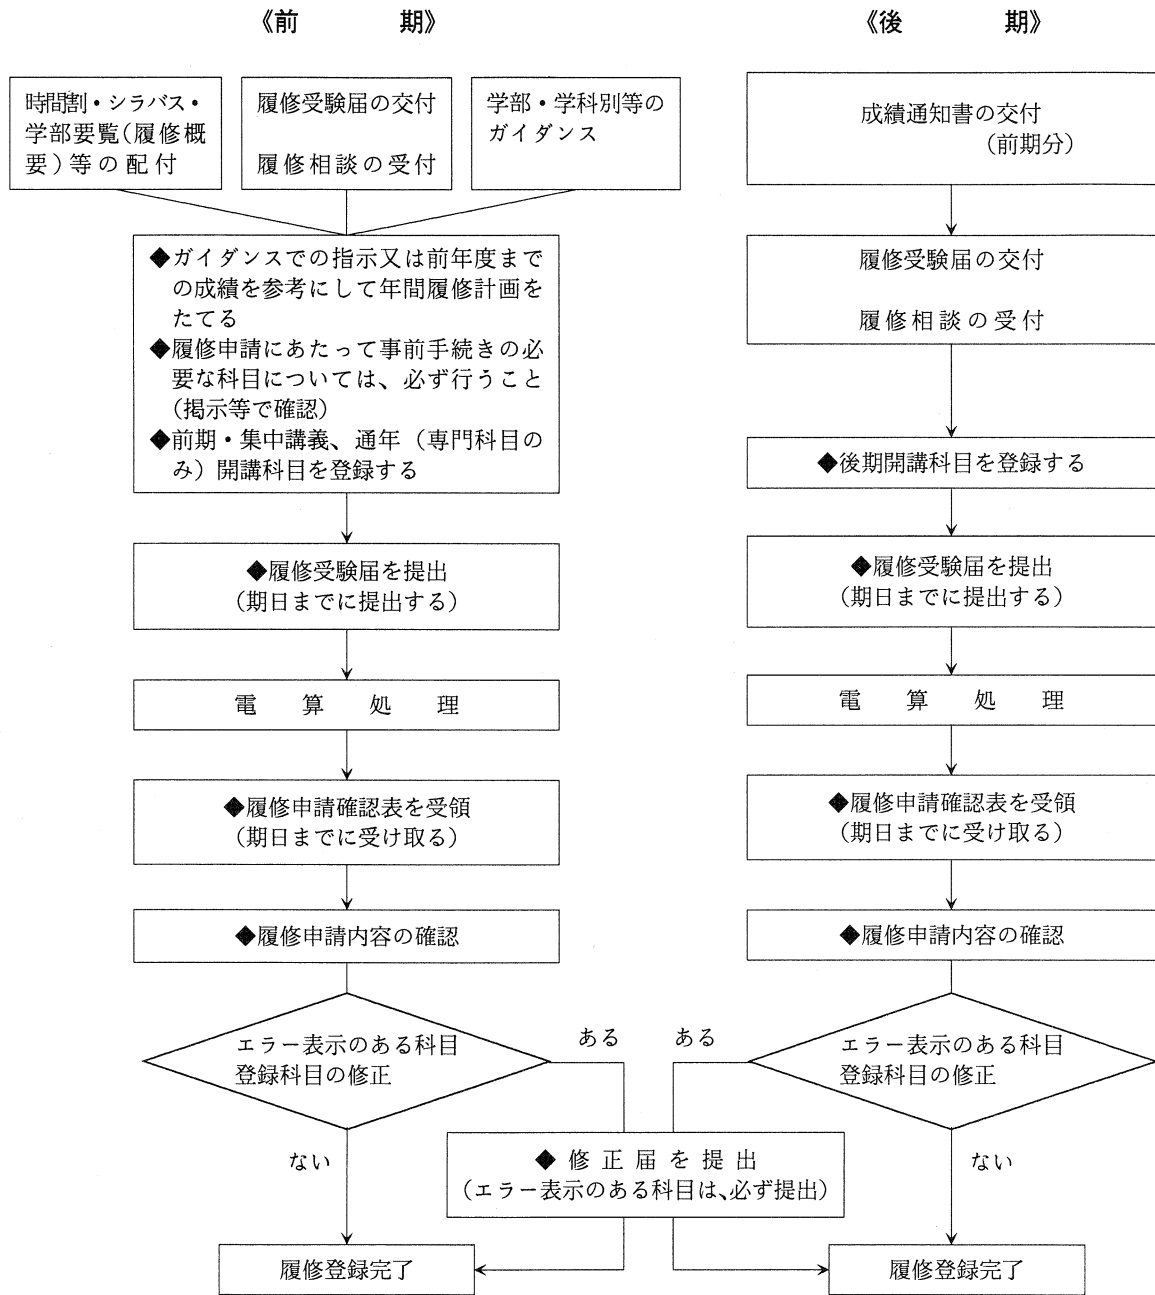 《前 期》
時間割・シラバス・
学部要覧(履修概
要)等の配付
履修受験届の交付
履修相談の受付
学部・学科別等の
ガイダンス
◆ガイダンスでの指示又は前年度まで
の成績を参考にして年間履修計画を
たてる
◆履修申請にあたって事前手続きの必
要な科目については、必ず行うこと
(掲示等で確認)
◆前期・集中講義、通年(専門科目の
み)開講科目を登録する
◆履修受験届を提出
(期日までに提出する)
電算処理
◆履修申請確認表を受領
(期日までに受け取る)
◆履修申請内容の確認
エラー表示のある科目
登録科目の修正
ある
ない
履修登録完了
《後 期》
成績通知書の交付
(前期分)
履修受験届の交付
履修相談の受付
◆後期開講科目を登録する
◆履修受験届を提出
(期日までに提出する)
電算処理
◆履修申請確認表を受領
(期日までに受け取る)
◆履修申請内容の確認
エラー表示のある科目
登録科目の修正
ある
ない
◆修正届を提出
(エラー表示のある科目は、必ず提出)
履修登録完了